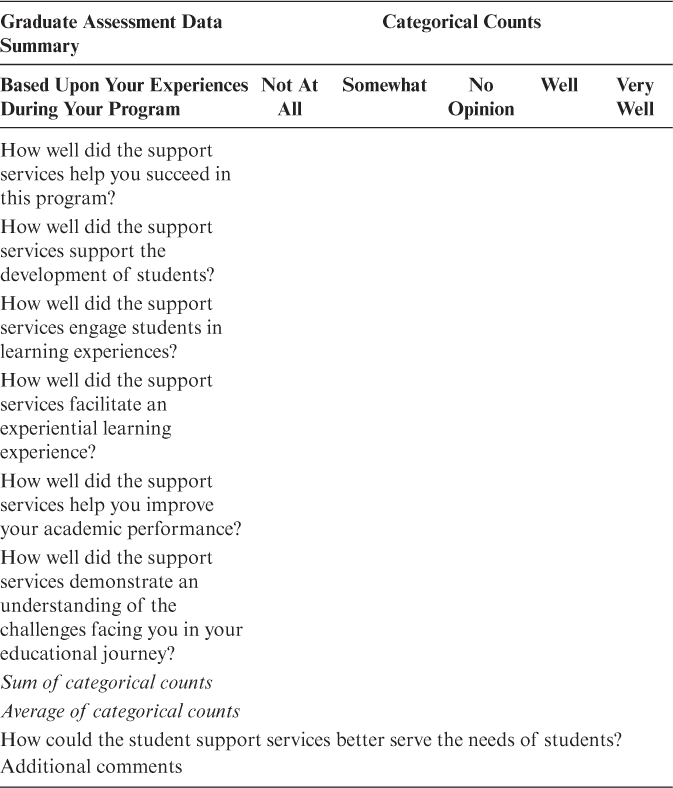 Graduate Assessment Data Categorical Counts
Summary
Based Upon Your Experiences Not At Somewhat No Well Very
During Your Program All Opinion Well
How well did the support
services help you succeed in
this program?
How well did the support
services support the
development of students?
How well did the support
services engage students in
learning experiences?
How well did the support
services facilitate an
experiential learning
experience?
How well did the support
services help you improve
your academic performance?
How well did the support
services demonstrate an
understanding of the
challenges facing you in your
educational journey?
Sum of categorical counts
Average of categorical counts
How could the student support services better serve the needs of students?
Additional comments